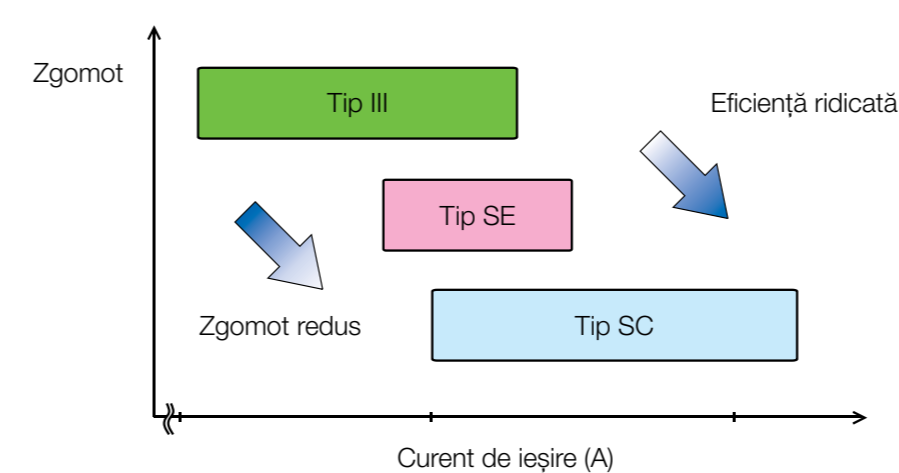 Zgomot
Tip III
Eficiență ridicată
Tip SE
Zgomot redus
Tip SC
Curent de ieșire (A)